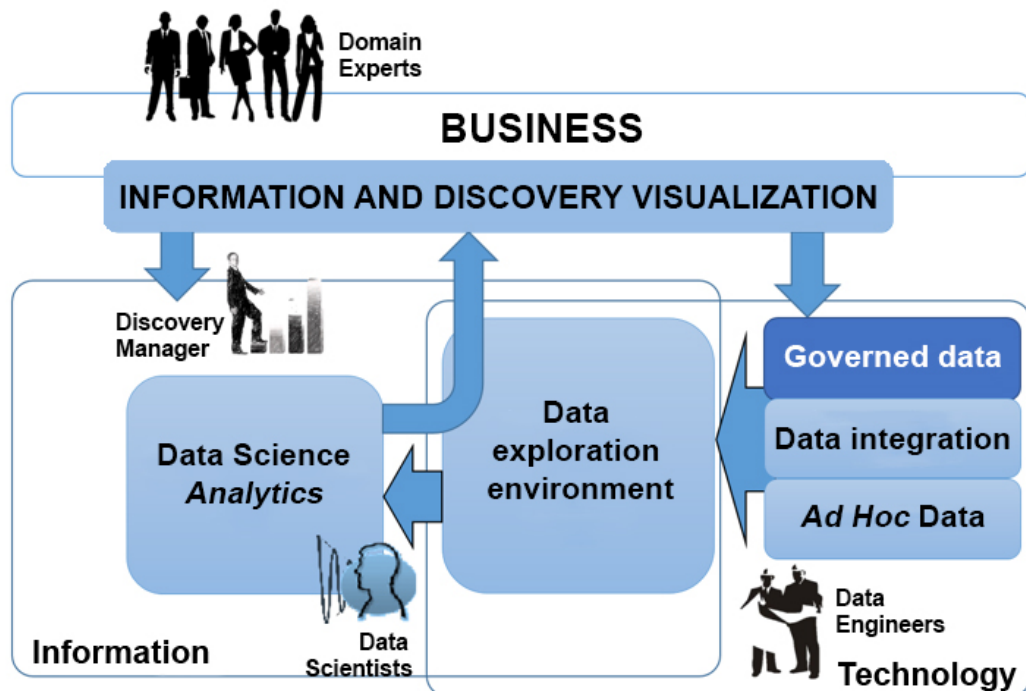 Domain
Experts
BUSINESS
INFORMATION AND DISCOVERY VISUALIZATION
Discovery
Manager
Data Science
Analytics
Data
exploration
environment
Governed data
Data integration
Ad Hoc Data
Data
Scientists
Data
Engineers
Information
Technology